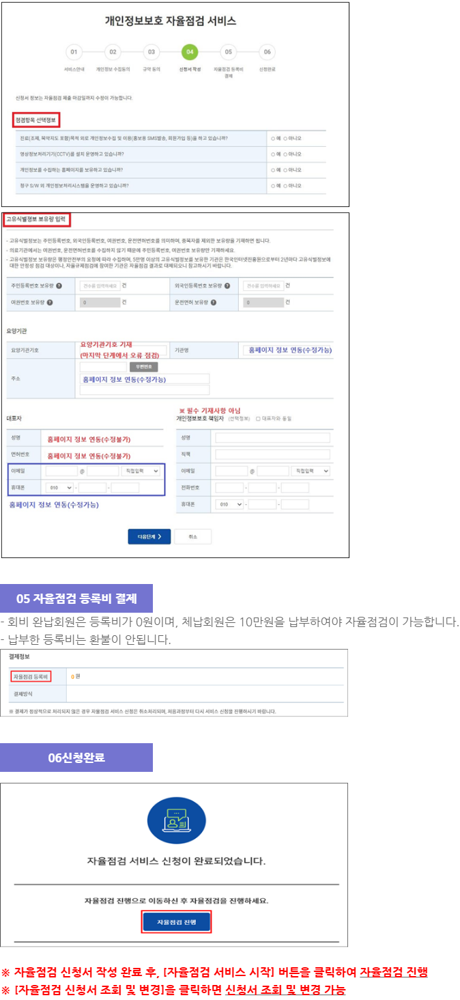 개인정보보호 자율점검 서비스
01 02 03 04 05 06
서비스안내 개인정보 수집동의 규약 동의 신청서 작성 자율점검 등록비 결제 신청완료
신청서 정보는 자율점검 제출 마감일까지 수정이 가능합니다.
점검항목 선택정보
진료(조제, 복약지도 포함)목적 외로 개인정보수집 및 이용(홍보용 SMS발송, 회원가입 등)을 하고 있습니까? ○ 예 ○ 아니오
영상정보처리기기(CCTV)를 설치 운영하고 있습니까? ○ 예 ○ 아니오
개인정보를 수집하는 홈페이지를 보유하고 있습니까? ○ 예 ○ 아니오
청구 S/W 외 개인정보처리시스템을 운영하고 있습니까? ○ 예 ○ 아니오
고유식별정보 보유량 입력
- 고유식별정보는 주민등록번호, 외국인등록번호, 여권번호, 운전면허번호를 의미하며, 중복자를 제외한 보유량을 기재하면 됩니다.
- 의료기관에서는 여권번호, 운전면허번호를 수집하지 않기 때문에 주민등록번호, 여권번호 보유량만 기재하세요.
- 고유식별정보 보유량은 행정안전부의 요청에 따라 수집하며, 5만명 이상의 고유식별정보를 보유한 기관은 한국인터넷진흥원으로부터 2년마다 고유식별정보에
대한 안정성 점검 대상이나, 자율규제점검에 참여한 기관은 자율점검 결과로 대체되오니 참고하시기 바랍니다.
주민등록번호 보유량 ? 건수를 입력하세요 건 외국인등록번호 보유량 ? 건수를 입력하세요 건
여권번호 보유량 ? 0 건 운전면허 보유량 ? 0 건
요양기관
요양기관기호 요양기관기호 기재 기관명 홈페이지 정보 연동(수정가능)
(마지막 단계에서 오류 점검)
우편번호
주소 홈페이지 정보 연동(수정가능)
※ 필수 기재사항 아님
대표자 개인정보보호 책임자 (선택정보) □ 대표자와 동일
성명 홈페이지 정보 연동(수정불가) 성명
면허번호 홈페이지 정보 연동(수정불가) 직책
이메일 @ 직접입력 이메일 @ 직접입력
휴대폰 010 - - 전화번호 - -
홈페이지 정보 연동(수정가능) 휴대폰 010 - -
다음단계 > 취소
05 자율점검 등록비 결제
- 회비 완납회원은 등록비가 0원이며, 체납회원은 10만원을 납부하여야 자율점검이 가능합니다.
- 납부한 등록비는 환불이 안됩니다.
결제정보
자율점검 등록비 0 원
결제방식
※ 결제가 정상적으로 처리되지 않은 경우 자율점검 서비스 신청은 취소처리되며, 처음과정부터 다시 서비스 신청을 진행하시기 바랍니다.
06신청완료
자율점검 서비스 신청이 완료되었습니다.
자율점검 진행으로 이동하신 후 자율점검을 진행하세요.
자율점검 진행
※ 자율점검 신청서 작성 완료 후, [자율점검 서비스 시작] 버튼을 클릭하여 자율점검 진행
※ [자율점검 신청서 조회 및 변경]을 클릭하면 신청서 조회 및 변경 가능